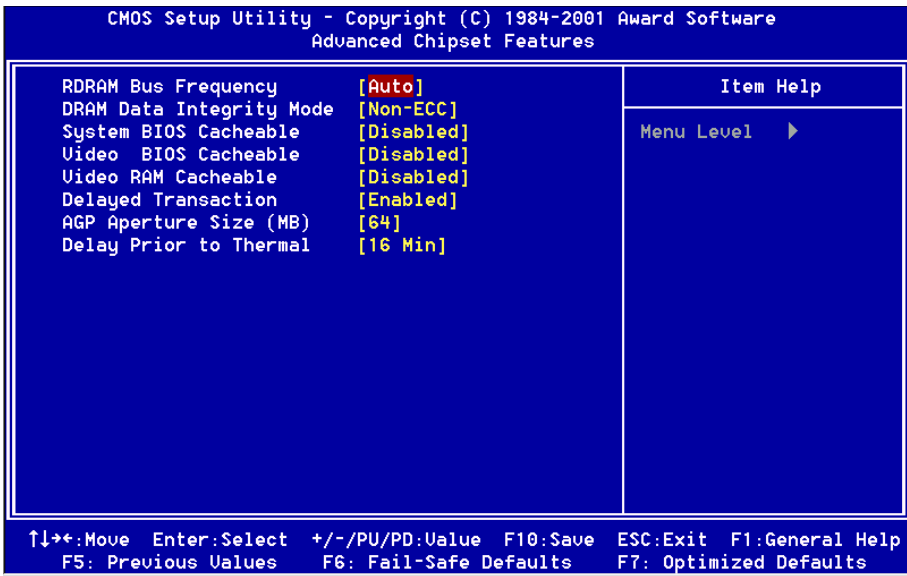 CMOS Setup Utility - Copyright (C) 1984-2001 Award Software
Advanced Chipset Features
RDRAM Bus Frequency [Auto]
DRAM Data Integrity Mode [Non-ECC]
System BIOS Cacheable [Disabled]
Video BIOS Cacheable [Disabled]
Video RAM Cacheable [Disabled]
Delayed Transaction [Enabled]
AGP Aperture Size (MB) [64]
Delay Prior to Thermal [16 Min]
Item Help
Menu Level ▶
↑↓→←:Move Enter:Select +/-/PU/PD:Value F10:Save ESC:Exit F1:General Help
F5: Previous Values F6: Fail-Safe Defaults F7: Optimized Defaults